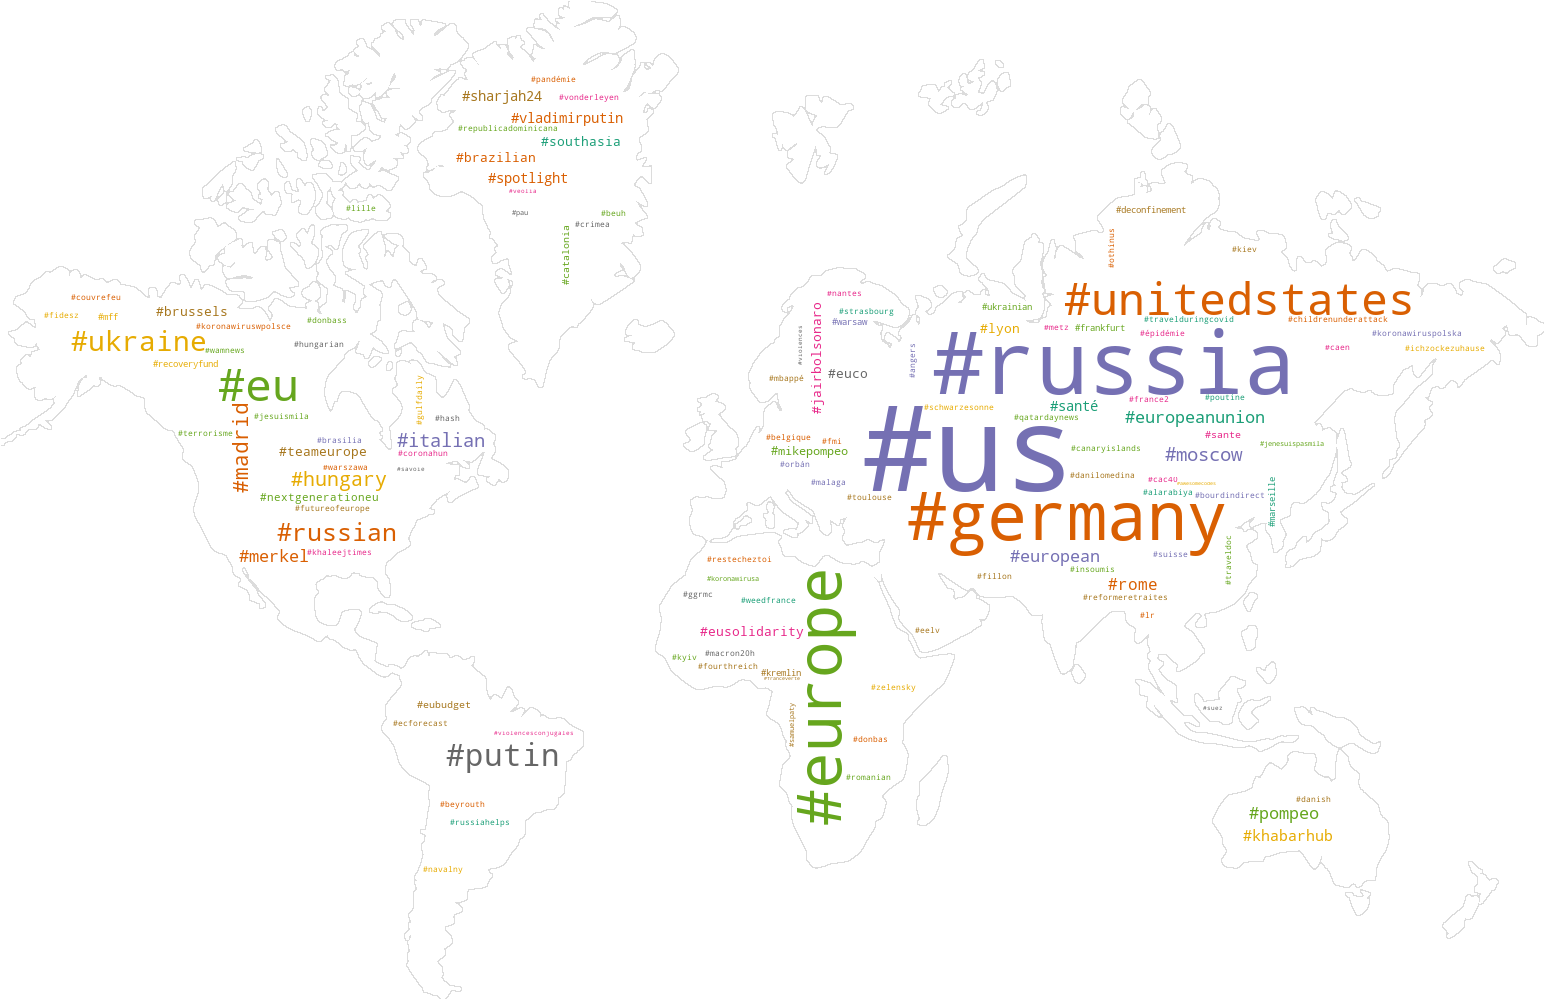 #pandémie
#sharjah24
#vonderleyen
#vladimirputin
#republicadominicana
#southasia
#brazilian
#spotlight
#veolia
#pau
#beuh
#crimea
#catalonia
#lille
#couvrefeu
#fidesz
#mff
#brussels
#koronawiruswpolsce
#donbass
#ukraine
#wamnews
#hungarian
#recoveryfund
#eu
#gulfdaily
#madrid
#jesuismila
#hash
#terrorisme
#brasilia
#italian
#teameurope
#coronahun
#warszawa
#savoie
#hungary
#nextgenerationeu
#futureofeurope
#russian
#merkel
#khaleejtimes
#eubudget
#ecforecast
#violencesconjugales
#putin
#beyrouth
#russiahelps
#navalny
#nantes
#strasbourg
#warsaw
#violences
#jairbolsonaro
#mbappé
#euco
#angers
#belgique
#fmi
#mikepompeo
#orbán
#malaga
#toulouse
#deconfinement
#othinus
#kiev
#unitedstates
#ukrainian
#lyon
#metz
#frankfurt
#travelduringcovid
#épidémie
#childrenunderattack
#koronawiruspolska
#caen
#ichzockezuhause
#russia
#schwarzesonne
#santé
#france2
#poutine
#qatardaynews
#europeanunion
#us
#sante
#jenesuispasmila
#canaryislands
#moscow
#danilomedina
#cac40
#alarabiya
#bourdindirect
#marseille
#germany
#european
#suisse
#traveldoc
#insoumis
#fillon
#rome
#reformeretraites
#lr
#restecheztoi
#koronawirusa
#ggrmc
#weedfrance
#europe
#eusolidarity
#eelv
#kyiv
#macron20h
#fourthreich
#kremlin
#franceverte
#zelensky
#samuelpaty
#donbas
#romanian
#suez
#danish
#pompeo
#khabarhub